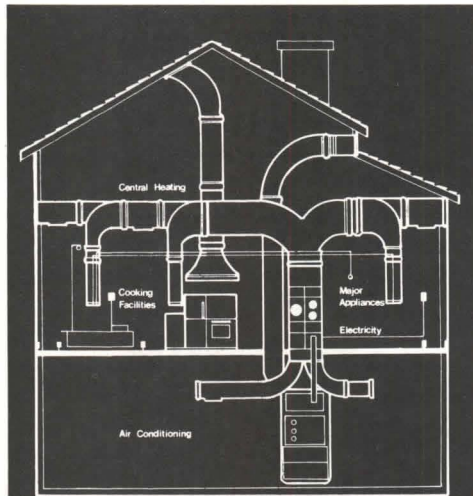 Central Heating
Cooking
Facilities
Major
Appliances
Electricity
Air Conditioning